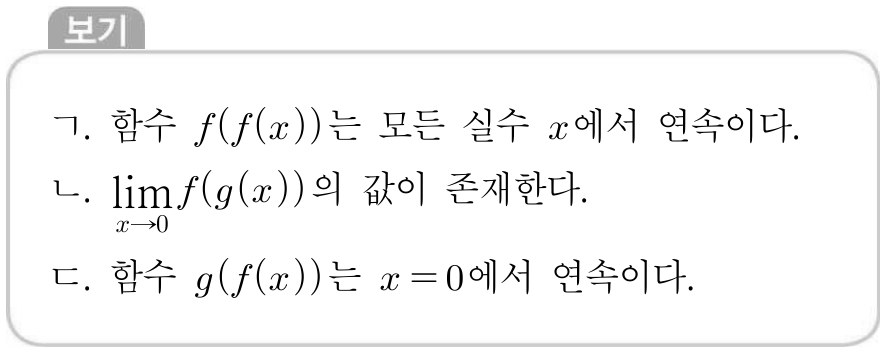 보기
ㄱ. 함수 f(f(x))는 모든 실수 x에서 연속이다.
ㄴ. lim f(g(x))의 값이 존재한다.
x→0
ㄷ. 함수 g(f(x))는 x=0에서 연속이다.